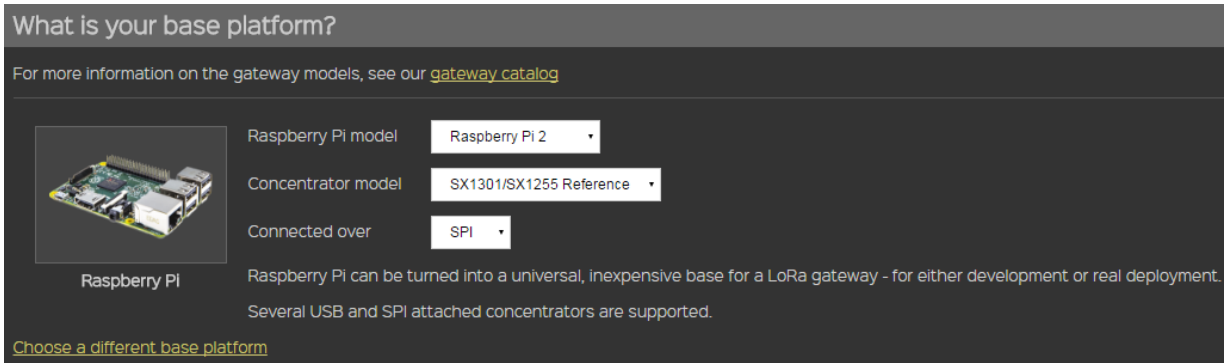 What is your base platform?
For more information on the gateway models, see our gateway catalog
Raspberry Pi model Raspberry Pi 2
Concentrator model SX1301/SX1255 Reference
Connected over SPI
Raspberry Pi
Raspberry Pi can be turned into a universal, inexpensive base for a LoRa gateway - for either development or real deployment.
Several USB and SPI attached concentrators are supported.
Choose a different base platform